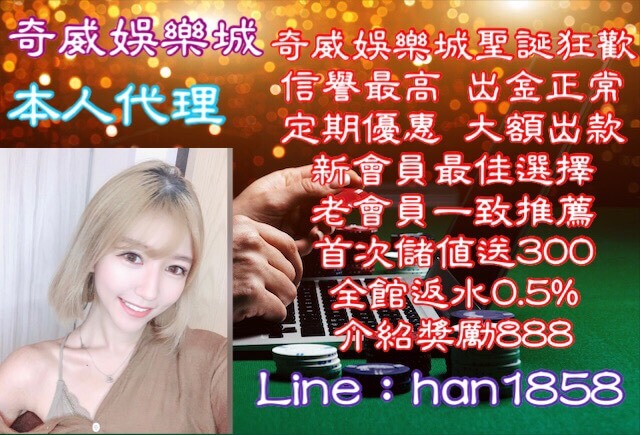 奇威娛樂城
本人代理
奇威娛樂城聖誕狂歡
信譽最高 出金正常
定期優惠 大額出款
新會員最佳選擇
老會員一致推薦
首次儲值送300
全館返水0.5%
介紹獎勵888
Line：han1858